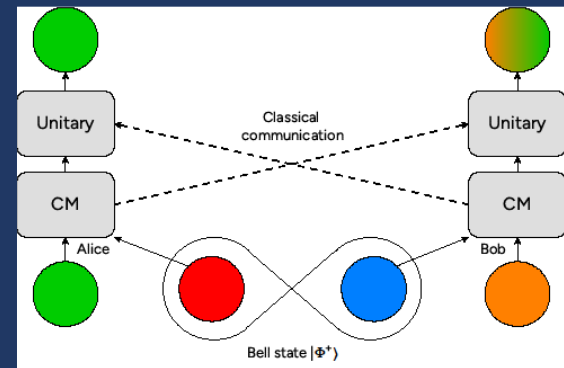 Unitary
Classical
communication
Unitary
CM
CM
Alice
Bob
Bell state |Φ⁺⟩